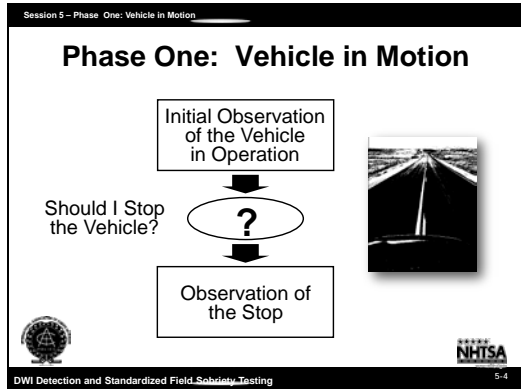 Session 5 – Phase One: Vehicle in Motion
Phase One: Vehicle in Motion
Initial Observation
of the Vehicle
in Operation
Should I Stop
the Vehicle?
?
Observation of
the Stop
NHTSA
DWI Detection and Standardized Field Sobriety Testing
5-4